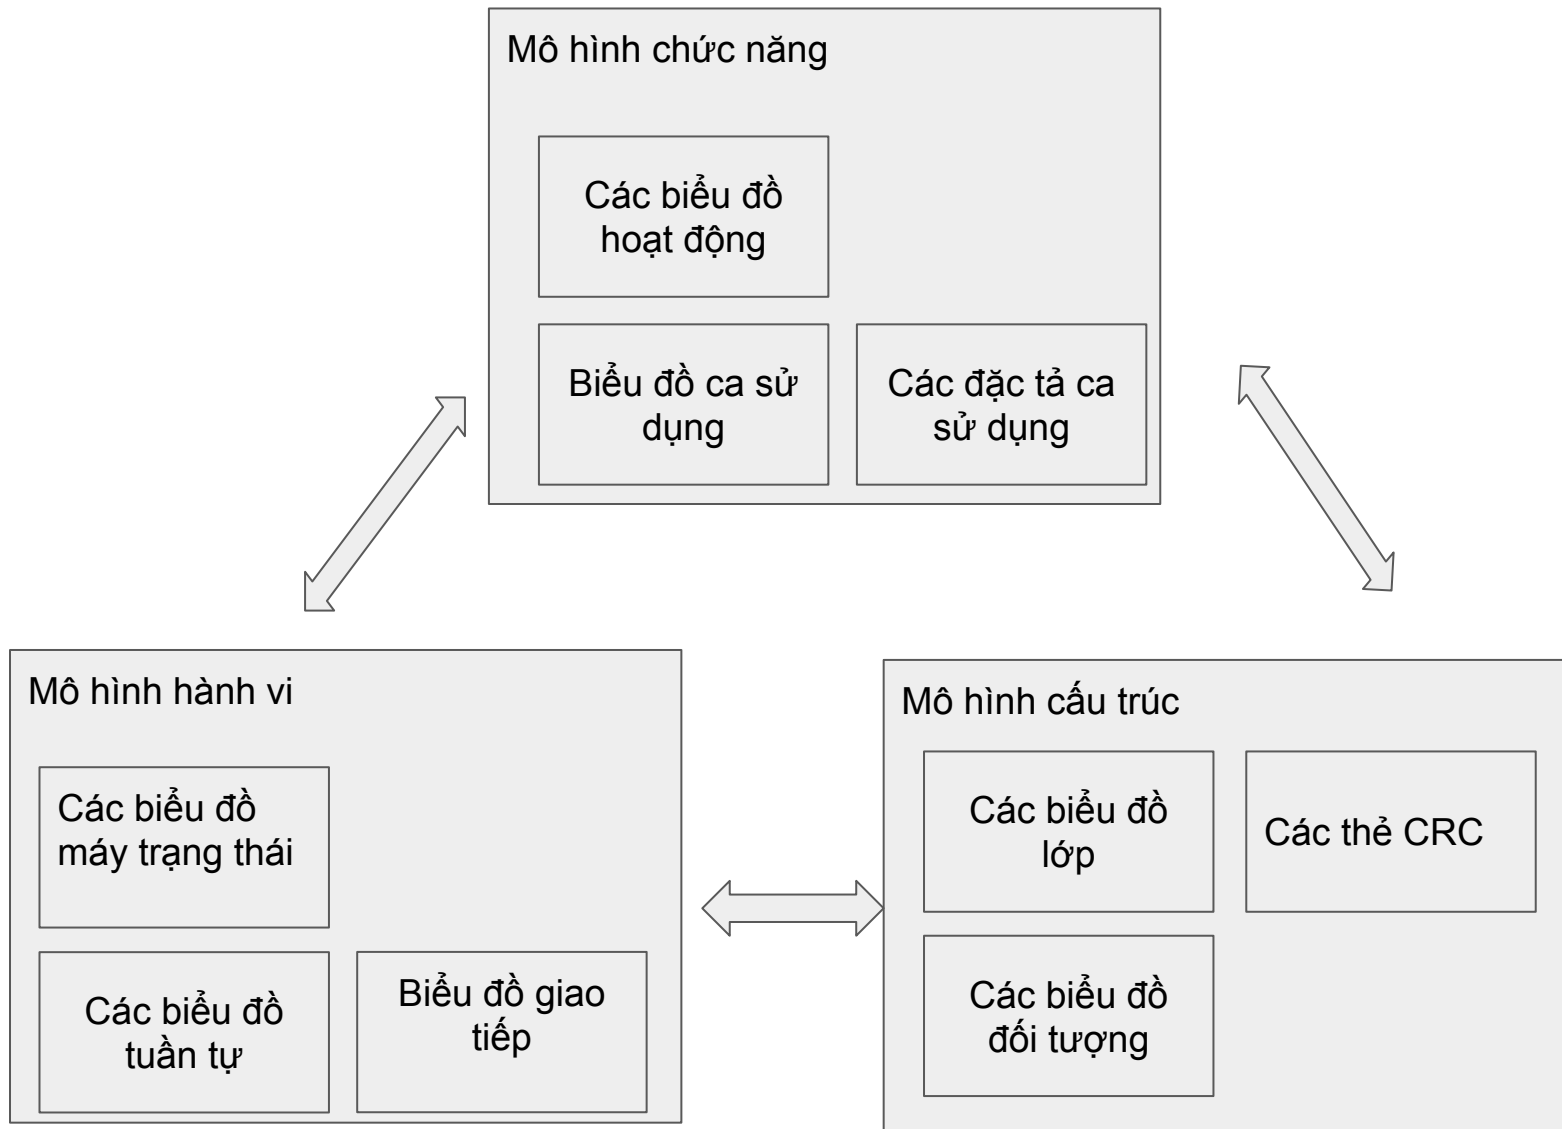 Mô hình chức năng
Các biểu đồ
hoạt động
Biểu đồ ca sử
dụng
Các đặc tả ca
sử dụng
Mô hình hành vi
Các biểu đồ
máy trạng thái
Các biểu đồ
tuần tự
Biểu đồ giao
tiếp
Mô hình cấu trúc
Các biểu đồ
lớp
Các thẻ CRC
Các biểu đồ
đối tượng